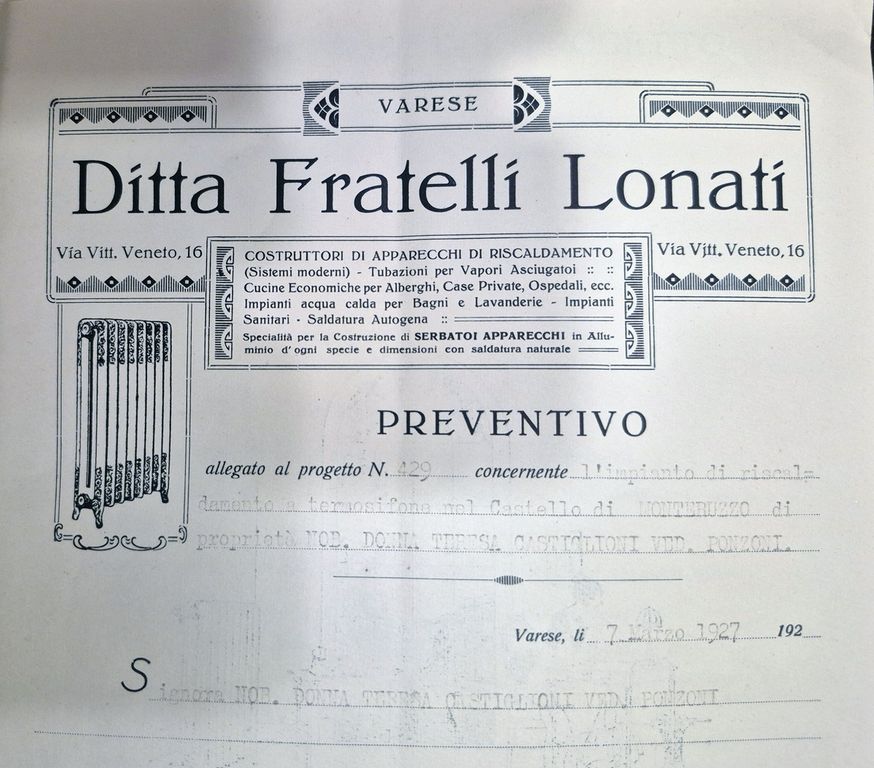 VARESE
Ditta Fratelli Lonati
Via Vitt. Veneto, 16
Via Vitt. Veneto, 16
COSTRUTTORI DI APPARECCHI DI RISCALDAMENTO
(Sistemi moderni) - Tubazioni per Vapori Asciugatoi :: ::
Cucine Economiche per Alberghi, Case Private, Ospedali, ecc.
Impianti acqua calda per Bagni e Lavanderie - Impianti
Sanitari - Saldatura Autogena ::
Specialità per la Costruzione di SERBATOI APPARECCHI in Allu-
minio d'ogni specie e dimensioni con saldatura naturale
PREVENTIVO
allegato al progetto N. 429 concernente l'impianto di riscal=
damento a termosifone nel Castello di MONTERUZZO di
proprietà NOB. DONNA TERESA CASTIGLIONI VED. PONZONI.
Varese, li 7 Marzo 1927 192
Signora NOB. DONNA TERESA CASTIGLIONI VED. PONZONI